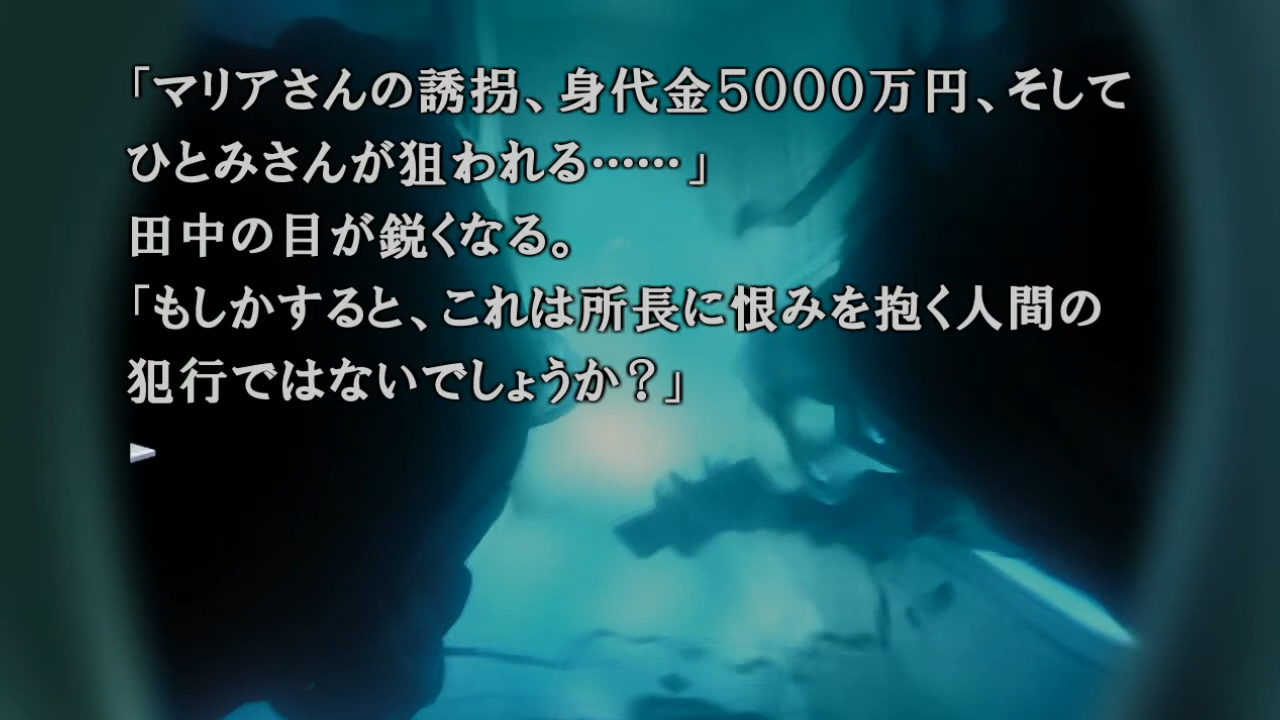 「マリアさんの誘拐、身代金５０００万円、そして
ひとみさんが狙われる……」
田中の目が鋭くなる。
「もしかすると、これは所長に恨みを抱く人間の
犯行ではないでしょうか？」